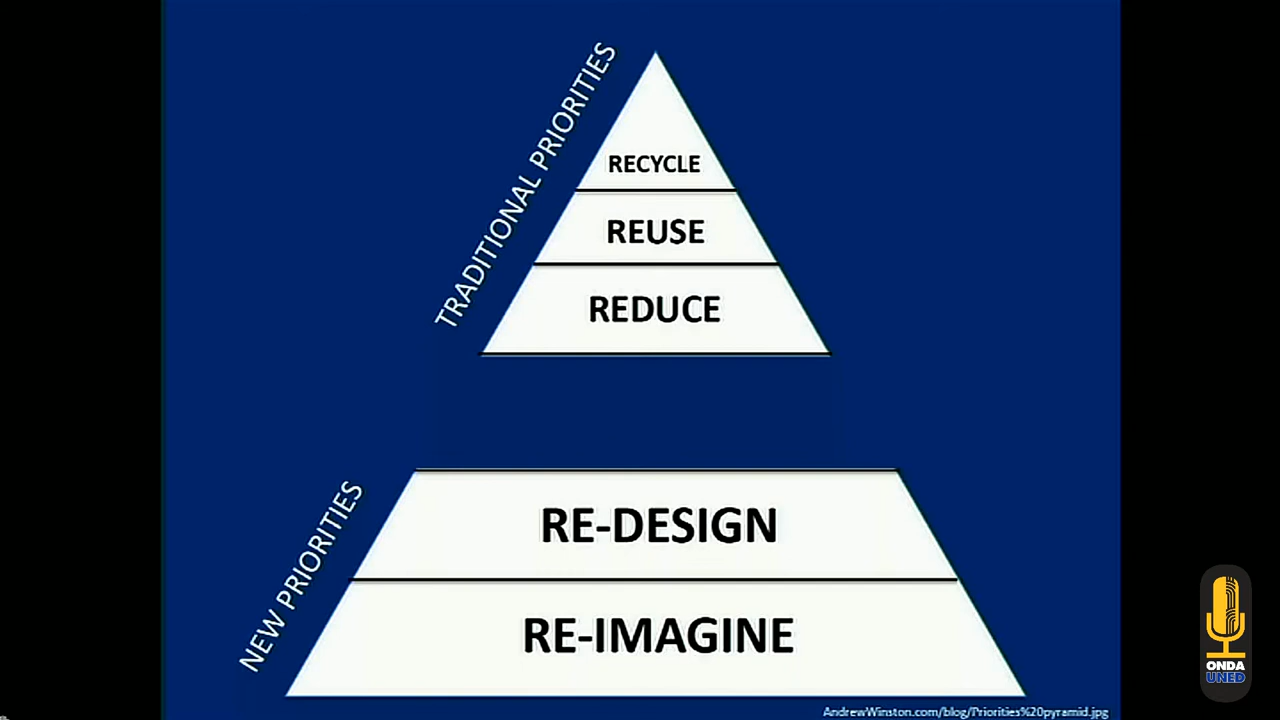 TRADITIONAL PRIORITIES
RECYCLE
REUSE
REDUCE
NEW PRIORITIES
RE-DESIGN
RE-IMAGINE
ONDA
UNED
AndrewWinston.com/blog/Priorities%20pyramid.jpg